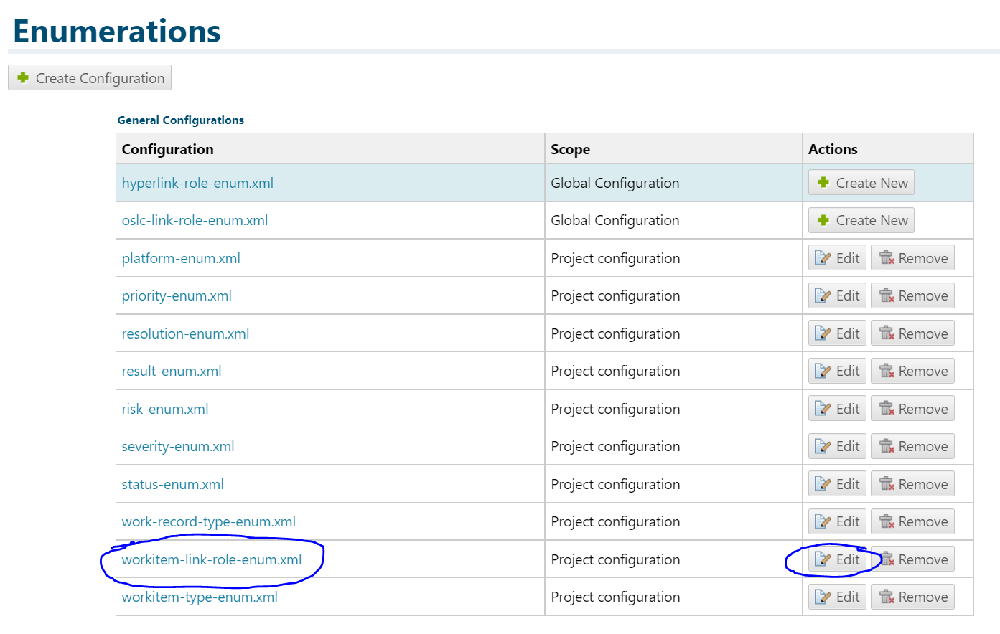 Enumerations
Create Configuration
General Configurations
Configuration Scope Actions
hyperlink-role-enum.xml Global Configuration Create New
oslc-link-role-enum.xml Global Configuration Create New
platform-enum.xml Project configuration Edit Remove
priority-enum.xml Project configuration Edit Remove
resolution-enum.xml Project configuration Edit Remove
result-enum.xml Project configuration Edit Remove
risk-enum.xml Project configuration Edit Remove
severity-enum.xml Project configuration Edit Remove
status-enum.xml Project configuration Edit Remove
work-record-type-enum.xml Project configuration Edit Remove
workitem-link-role-enum.xml Project configuration Edit Remove
workitem-type-enum.xml Project configuration Edit Remove